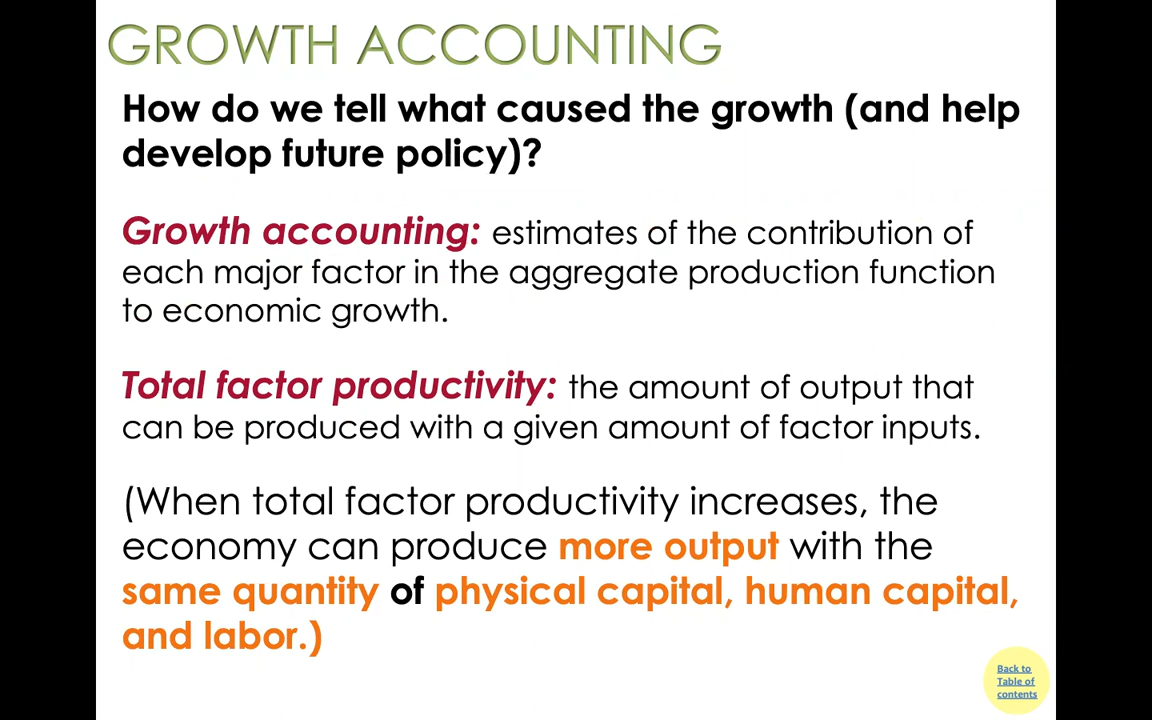 GROWTH ACCOUNTING
How do we tell what caused the growth (and help
develop future policy)?
Growth accounting: estimates of the contribution of
each major factor in the aggregate production function
to economic growth.
Total factor productivity: the amount of output that
can be produced with a given amount of factor inputs.
(When total factor productivity increases, the
economy can produce more output with the
same quantity of physical capital, human capital,
and labor.)
Back to
Table of
contents